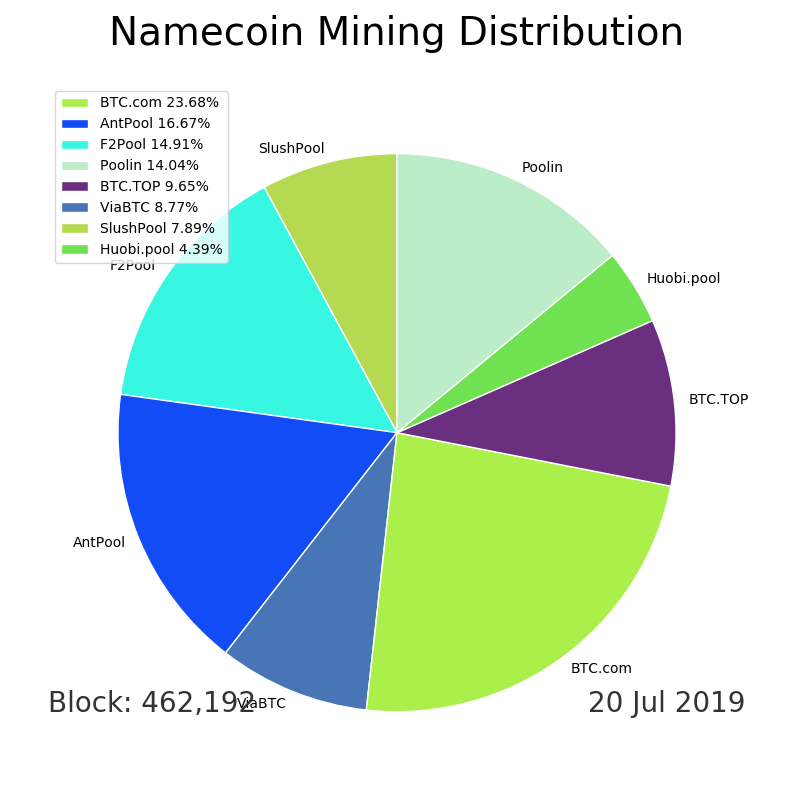 Namecoin Mining Distribution
BTC.com 23.68%
AntPool 16.67%
F2Pool 14.91%
Poolin 14.04%
BTC.TOP 9.65%
ViaBTC 8.77%
SlushPool 7.89%
Huobi.pool 4.39%
SlushPool
Poolin
F2Pool
Huobi.pool
BTC.TOP
AntPool
BTC.com
ViaBTC
Block: 462,192
20 Jul 2019